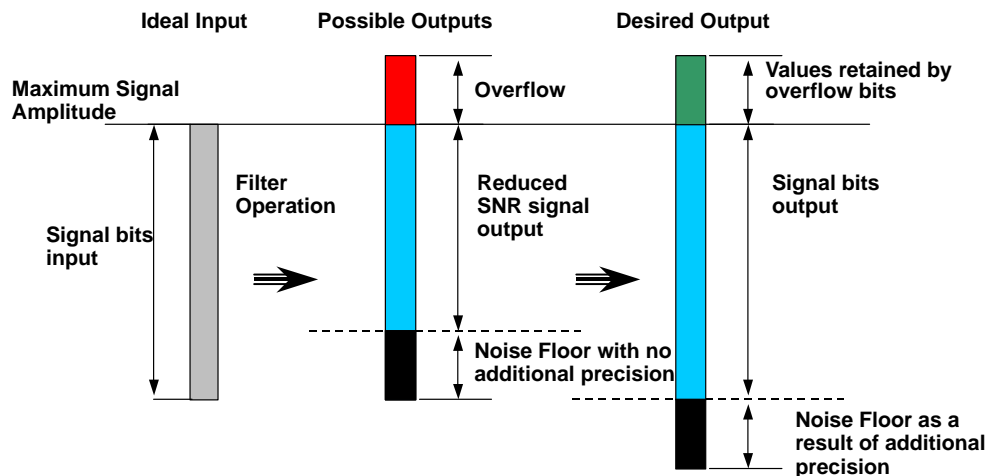 Ideal Input
Possible Outputs
Desired Output
Maximum Signal
Amplitude
Overflow
Values retained by
overflow bits
Filter
Operation
Signal bits
input
Reduced
SNR signal
output
Signal bits
output
Noise Floor with no
additional precision
Noise Floor as a
result of additional
precision